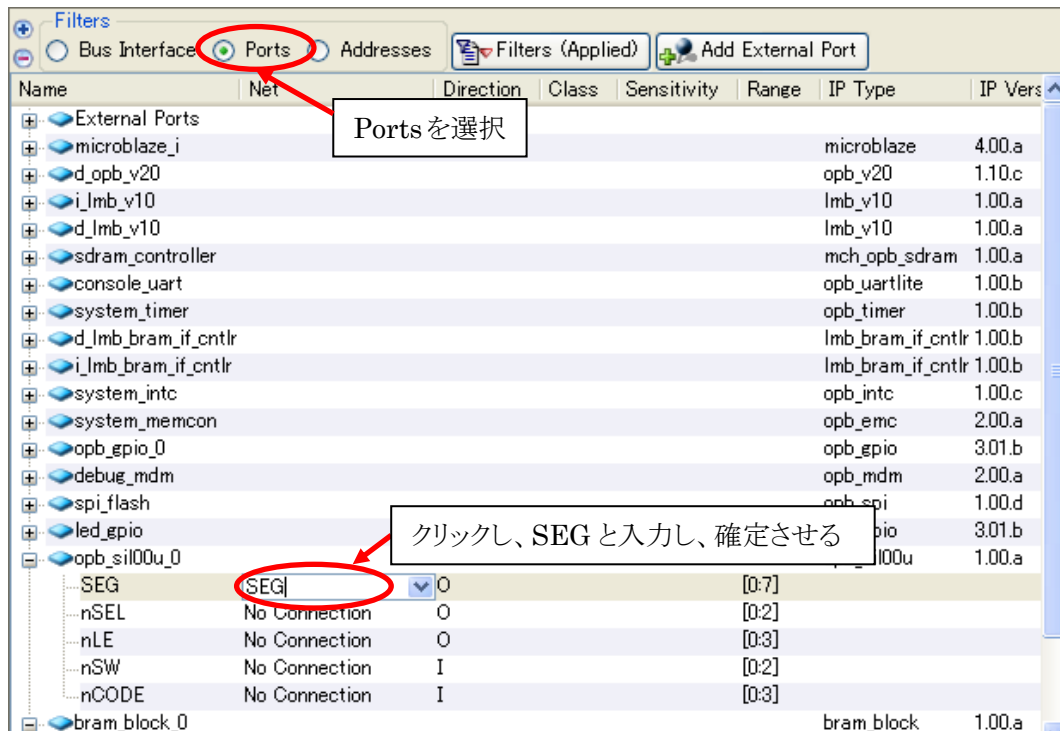 Filters
Bus Interface Ports Addresses Filters (Applied) Add External Port
Name Net Direction Class Sensitivity Range IP Type IP Vers
Portsを選択
External Ports
microblaze_i microblaze 4.00.a
d_opb_v20 opb_v20 1.10.c
i_lmb_v10 lmb_v10 1.00.a
d_lmb_v10 lmb_v10 1.00.a
sdram_controller mch_opb_sdram 1.00.a
console_uart opb_uartlite 1.00.b
system_timer opb_timer 1.00.b
d_lmb_bram_if_cntlr lmb_bram_if_cntlr 1.00.b
i_lmb_bram_if_cntlr lmb_bram_if_cntlr 1.00.b
system_intc opb_intc 1.00.c
system_memcon opb_emc 2.00.a
opb_gpio_0 opb_gpio 3.01.b
debug_mdm opb_mdm 2.00.a
spi_flash opb_spi 1.00.d
クリックし、SEG と入力し、確定させる
led_gpio 3.01.b
opb_sil00u_0 1.00.a
SEG SEG O [0:7]
nSEL No Connection O [0:2]
nLE No Connection O [0:3]
nSW No Connection I [0:2]
nCODE No Connection I [0:3]
bram_block_0 bram_block 1.00.a